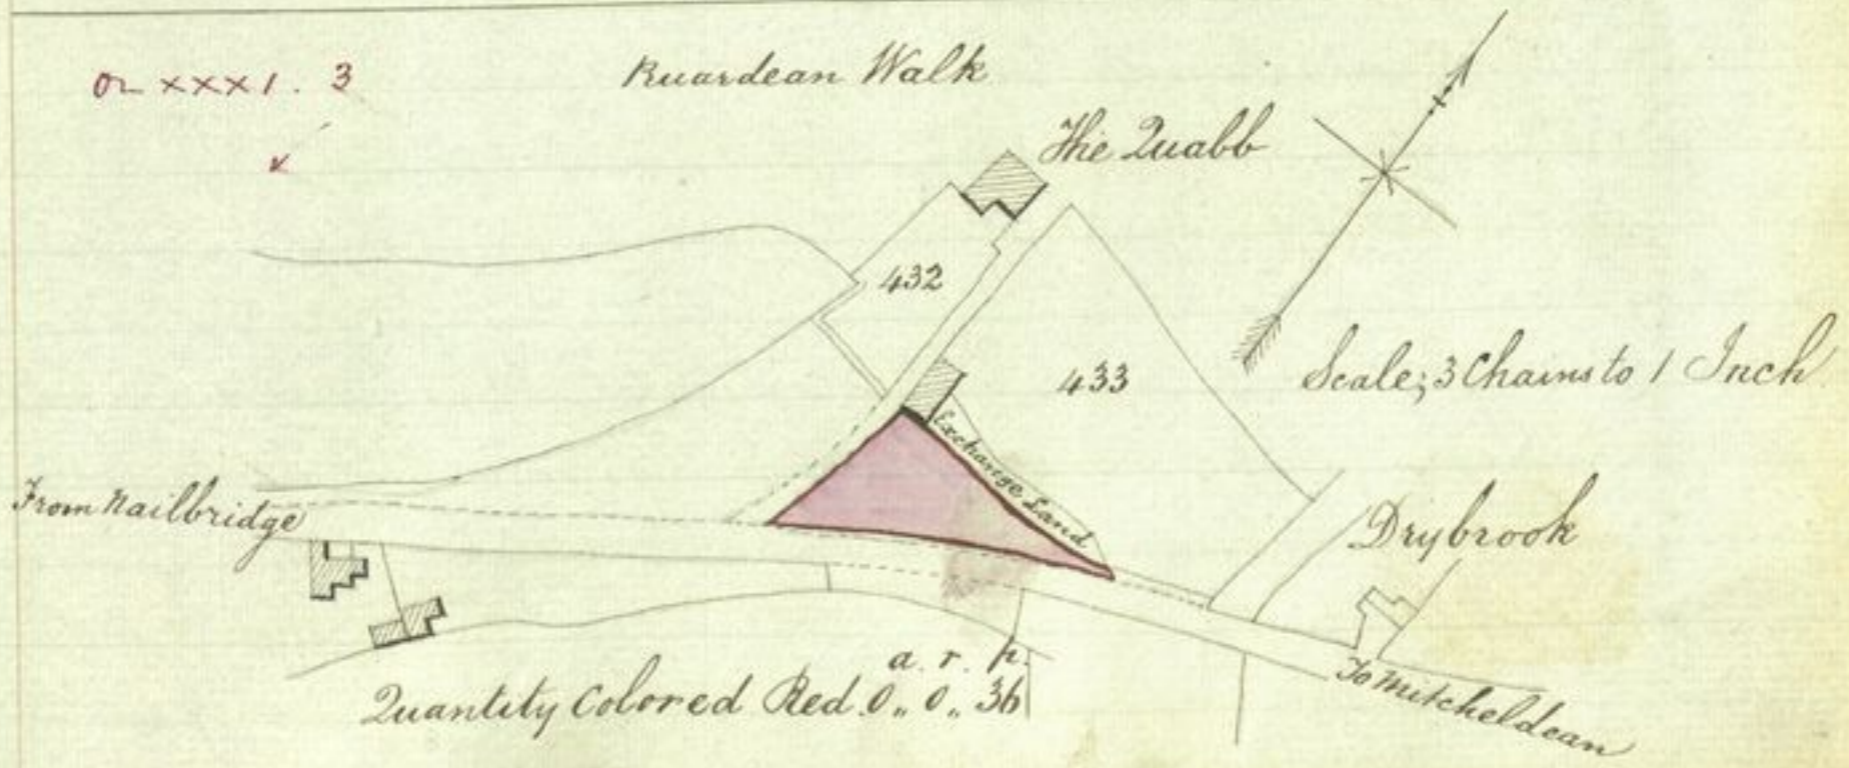 On XXXI. 3
Ruardean Walk
The Quabb
432
433
Scale; 3 Chains to 1 Inch
Exchange Land
From Nailbridge
Drybrook
To Mitcheldean
a. r. p.
Quantity Colored Red. 0,, 0,, 36